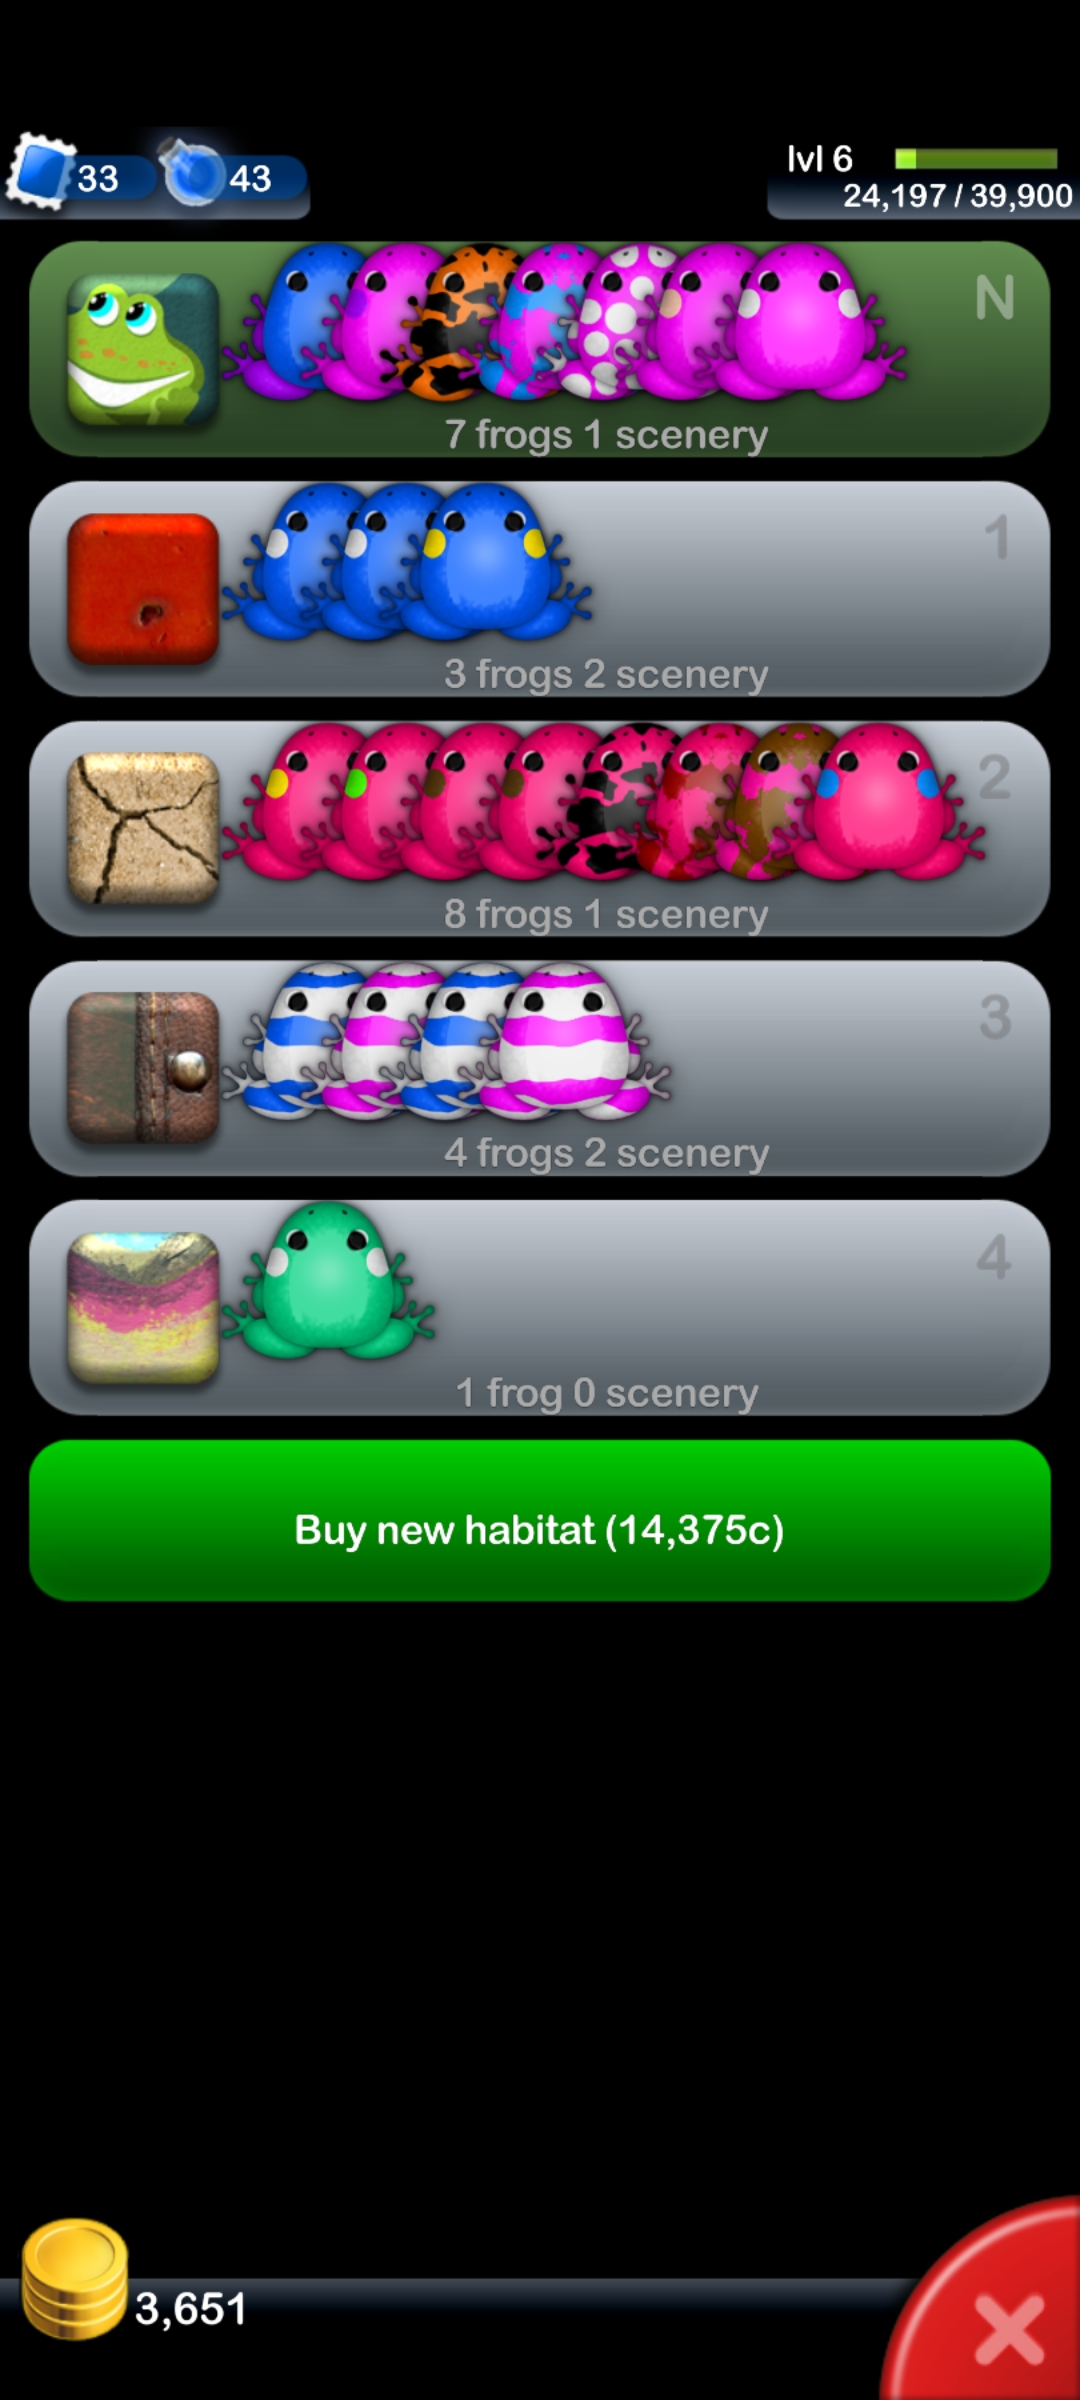 33
43
lvl 6
24,197 / 39,900
N
7 frogs 1 scenery
1
3 frogs 2 scenery
2
8 frogs 1 scenery
3
4 frogs 2 scenery
4
1 frog 0 scenery
Buy new habitat (14,375c)
3,651